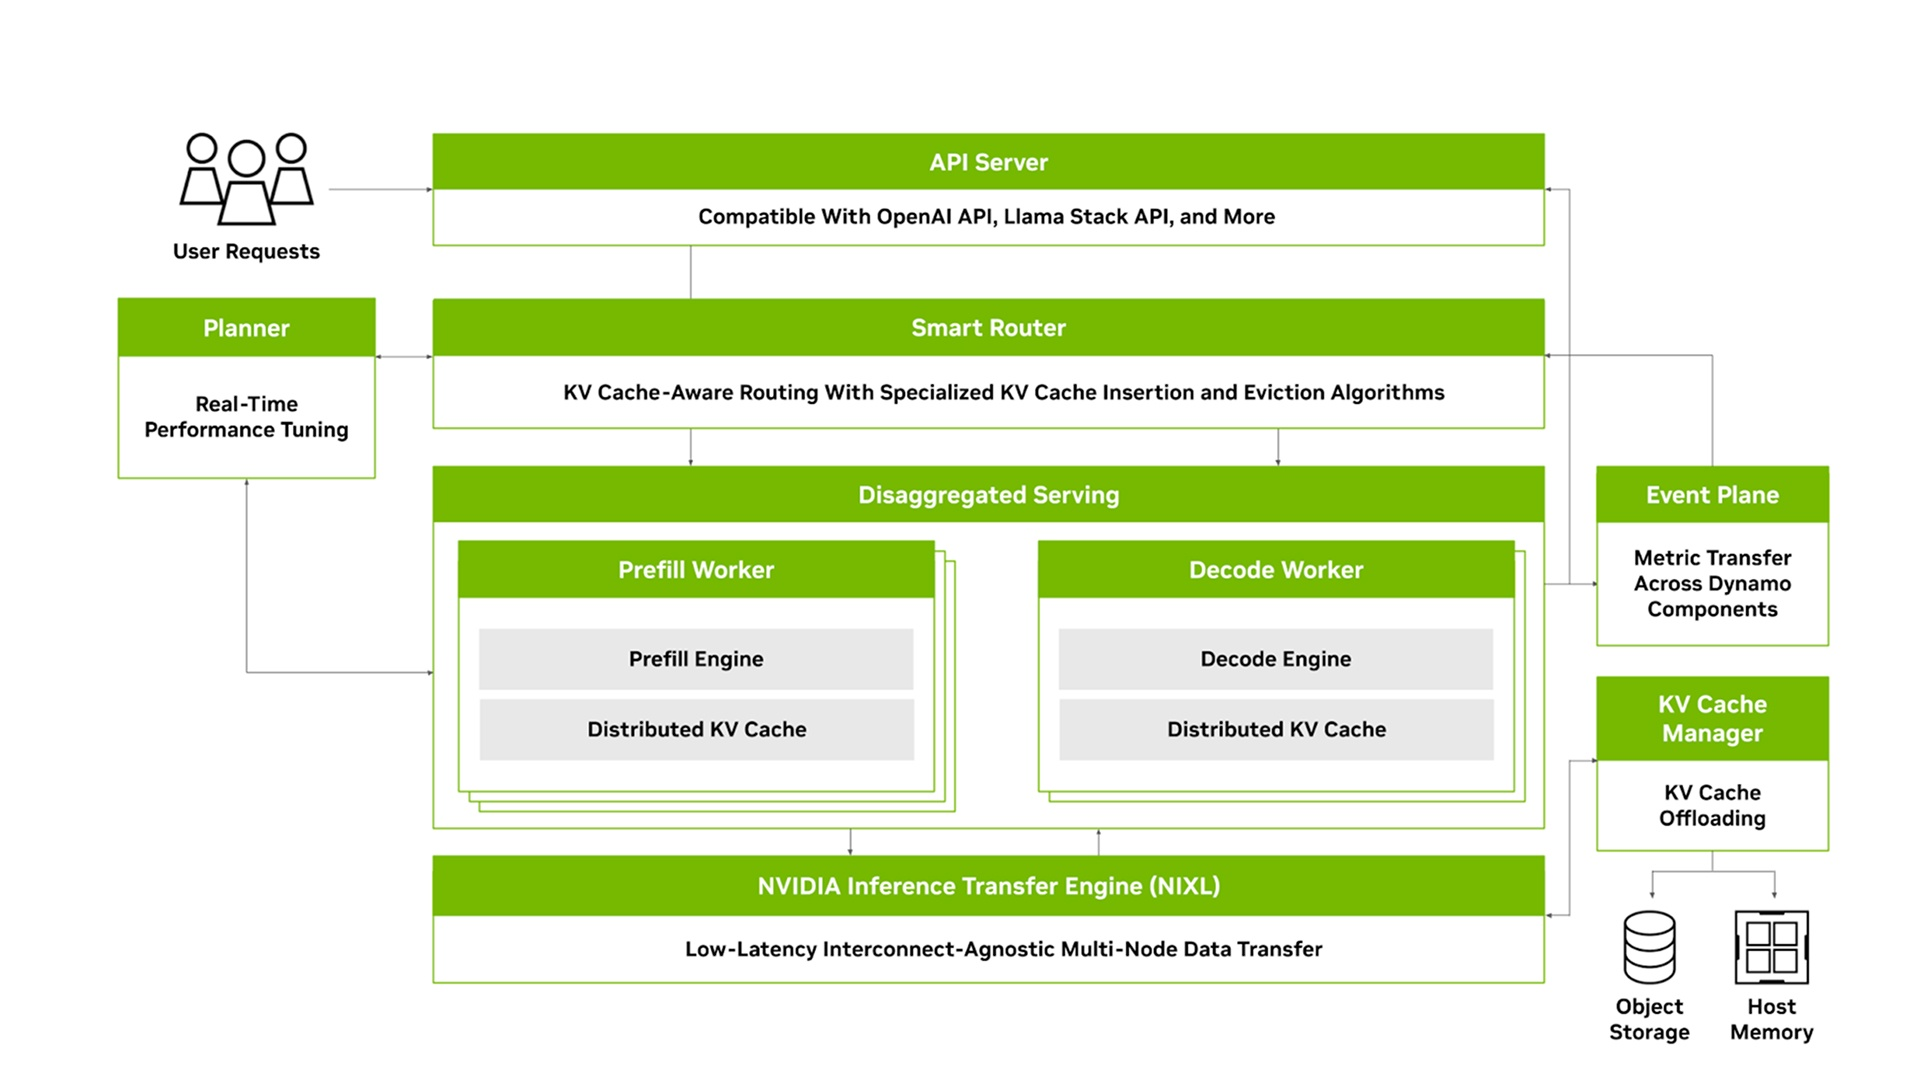 API Server
Compatible With OpenAI API, Llama Stack API, and More
User Requests
Planner
Real-Time
Performance Tuning
Smart Router
KV Cache-Aware Routing With Specialized KV Cache Insertion and Eviction Algorithms
Disaggregated Serving
Prefill Worker
Prefill Engine
Distributed KV Cache
Decode Worker
Decode Engine
Distributed KV Cache
Event Plane
Metric Transfer
Across Dynamo
Components
KV Cache
Manager
KV Cache
Offloading
NVIDIA Inference Transfer Engine (NIXL)
Low-Latency Interconnect-Agnostic Multi-Node Data Transfer
Object
Storage
Host
Memory